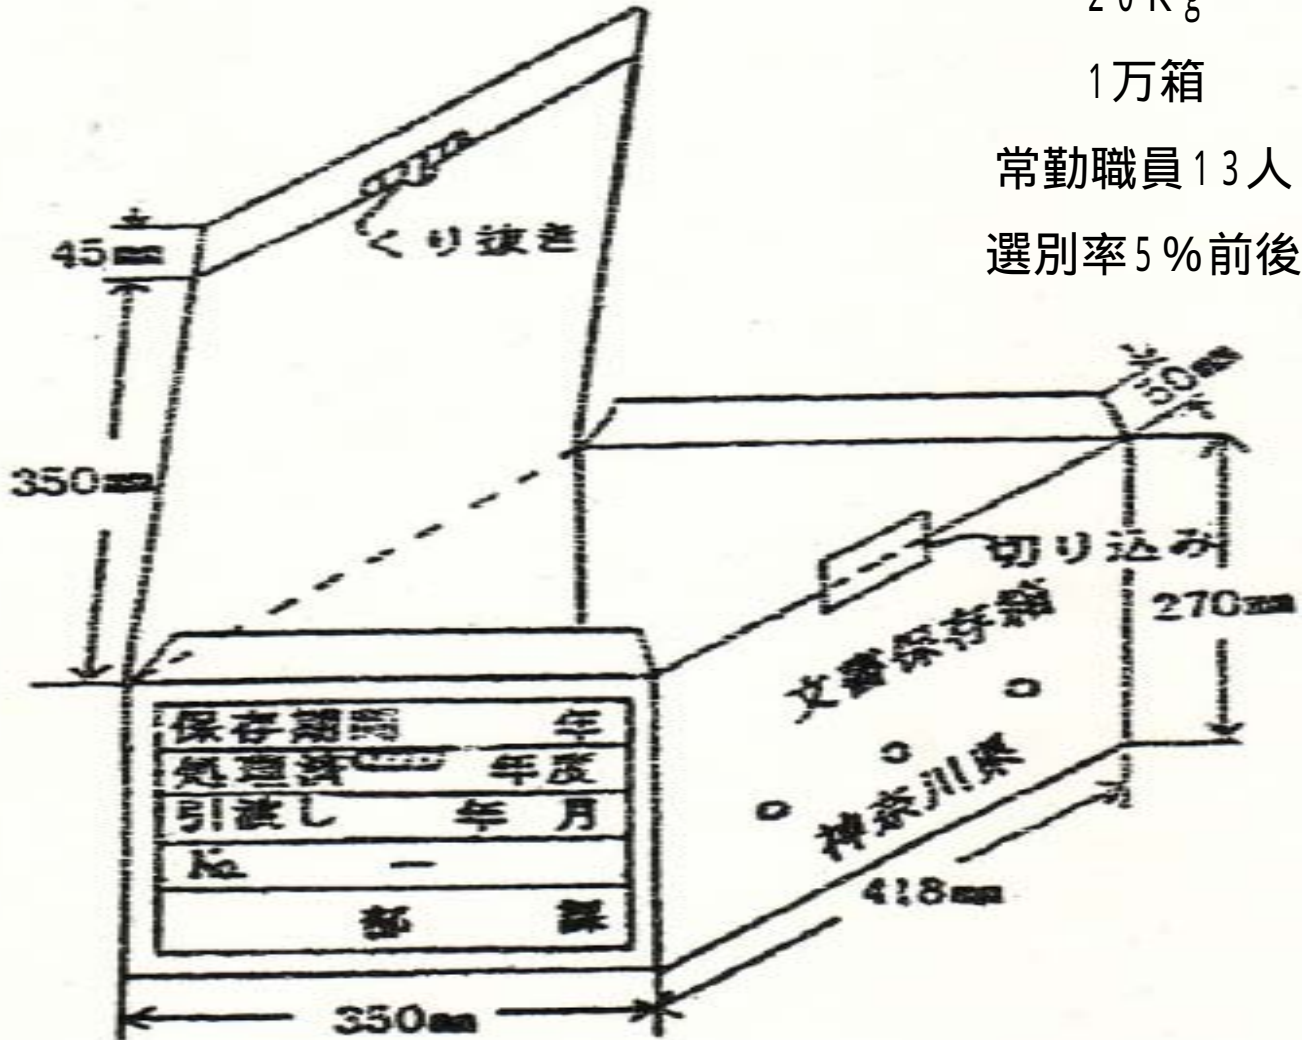 20Kg
1万箱
常勤職員13人
選別率5%前後
45mm
くり抜き
50mm
350mm
切り込み
270mm
文書保存箱
神奈川県
保存期間 年
処理済 年度
引渡し 年 月
№ ー
部 課
418mm
350mm